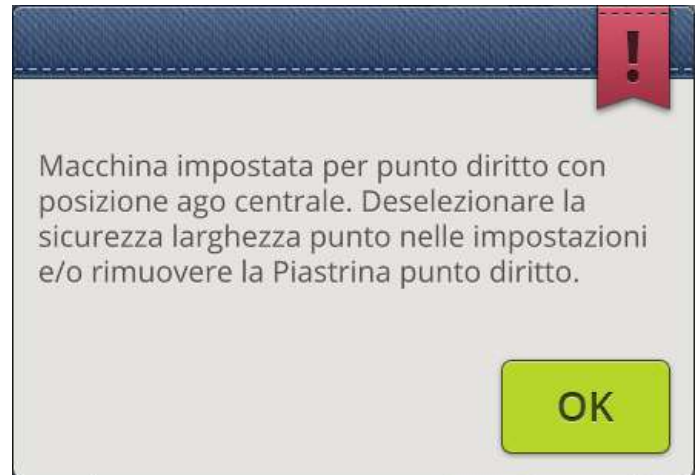 !
Macchina impostata per punto diritto con
posizione ago centrale. Deselezionare la
sicurezza larghezza punto nelle impostazioni
e/o rimuovere la Piastrina punto diritto.
OK